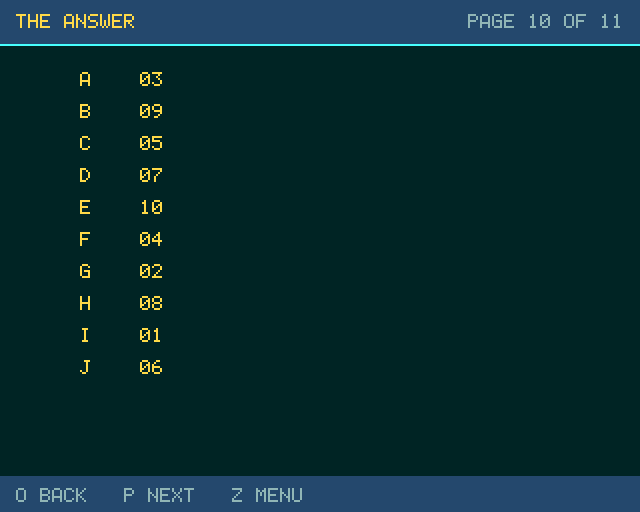 THE ANSWER PAGE 10 OF 11
A 03
B 09
C 05
D 07
E 10
F 04
G 02
H 08
I 01
J 06
O BACK P NEXT Z MENU